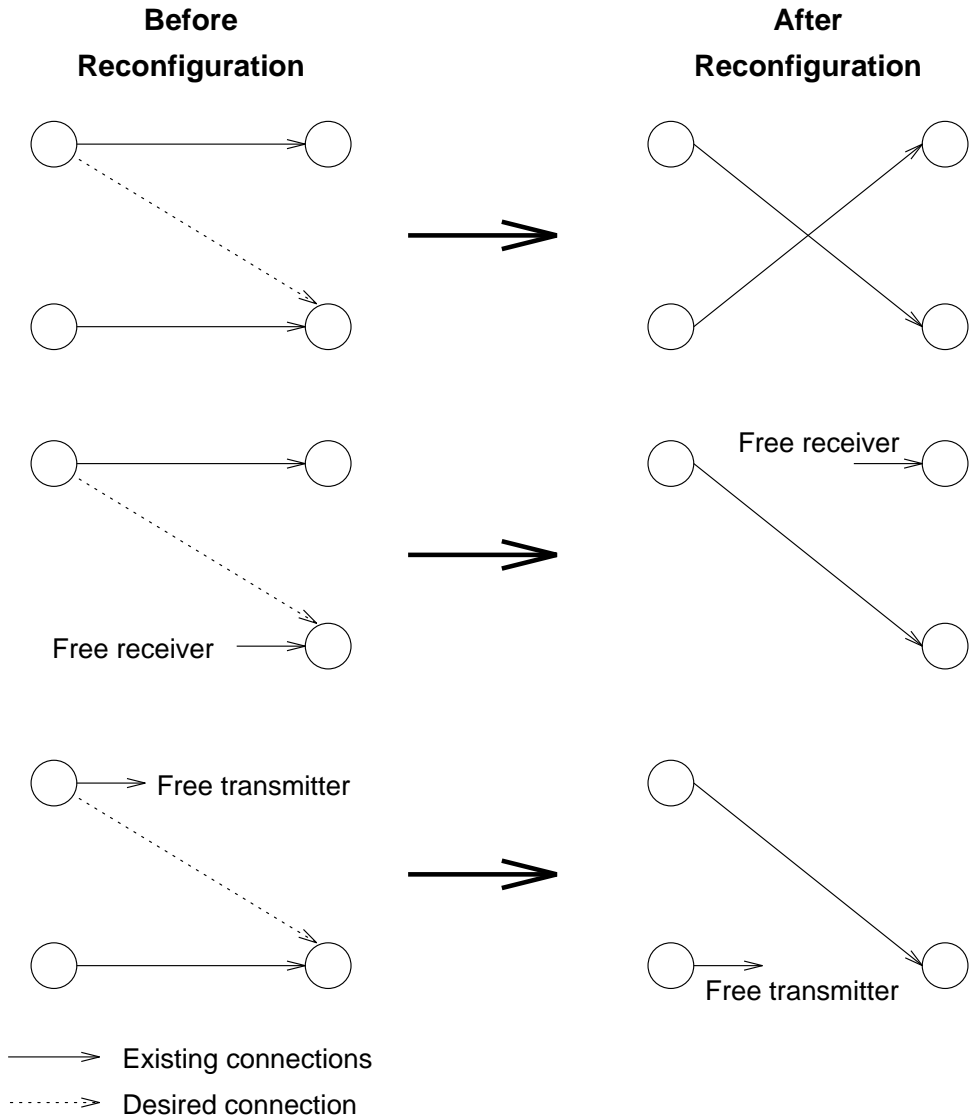 Before
Reconfiguration
After
Reconfiguration
Free receiver
Free receiver
Free transmitter
Free transmitter
Existing connections
Desired connection